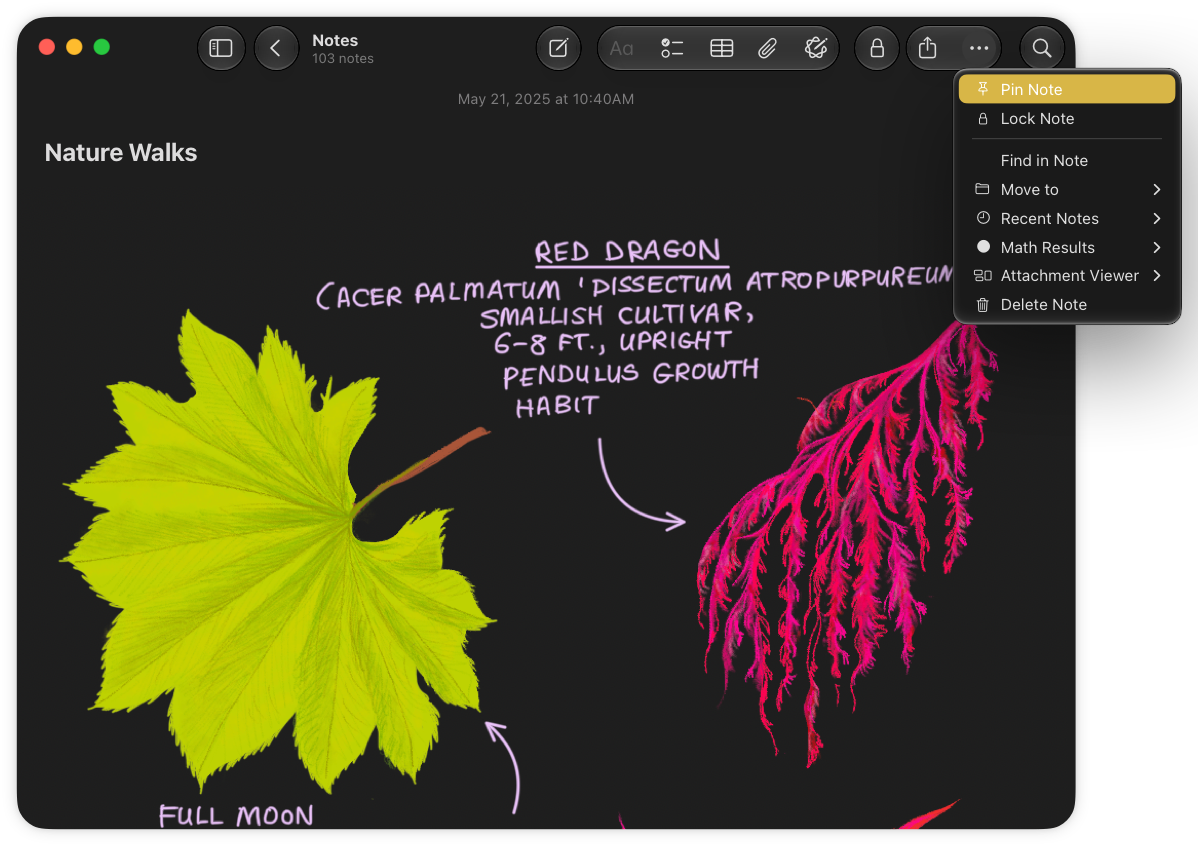 Notes
103 notes
Aa
May 21, 2025 at 10:40AM
Nature Walks
Pin Note
Lock Note
Find in Note
Move to
Recent Notes
Math Results
Attachment Viewer
Delete Note
RED DRAGON
(ACER PALMATUM 'DISSECTUM ATROPURPUREUM
SMALLISH CULTIVAR,
6-8 FT., UPRIGHT
PENDULUS GROWTH
HABIT
FULL MOON